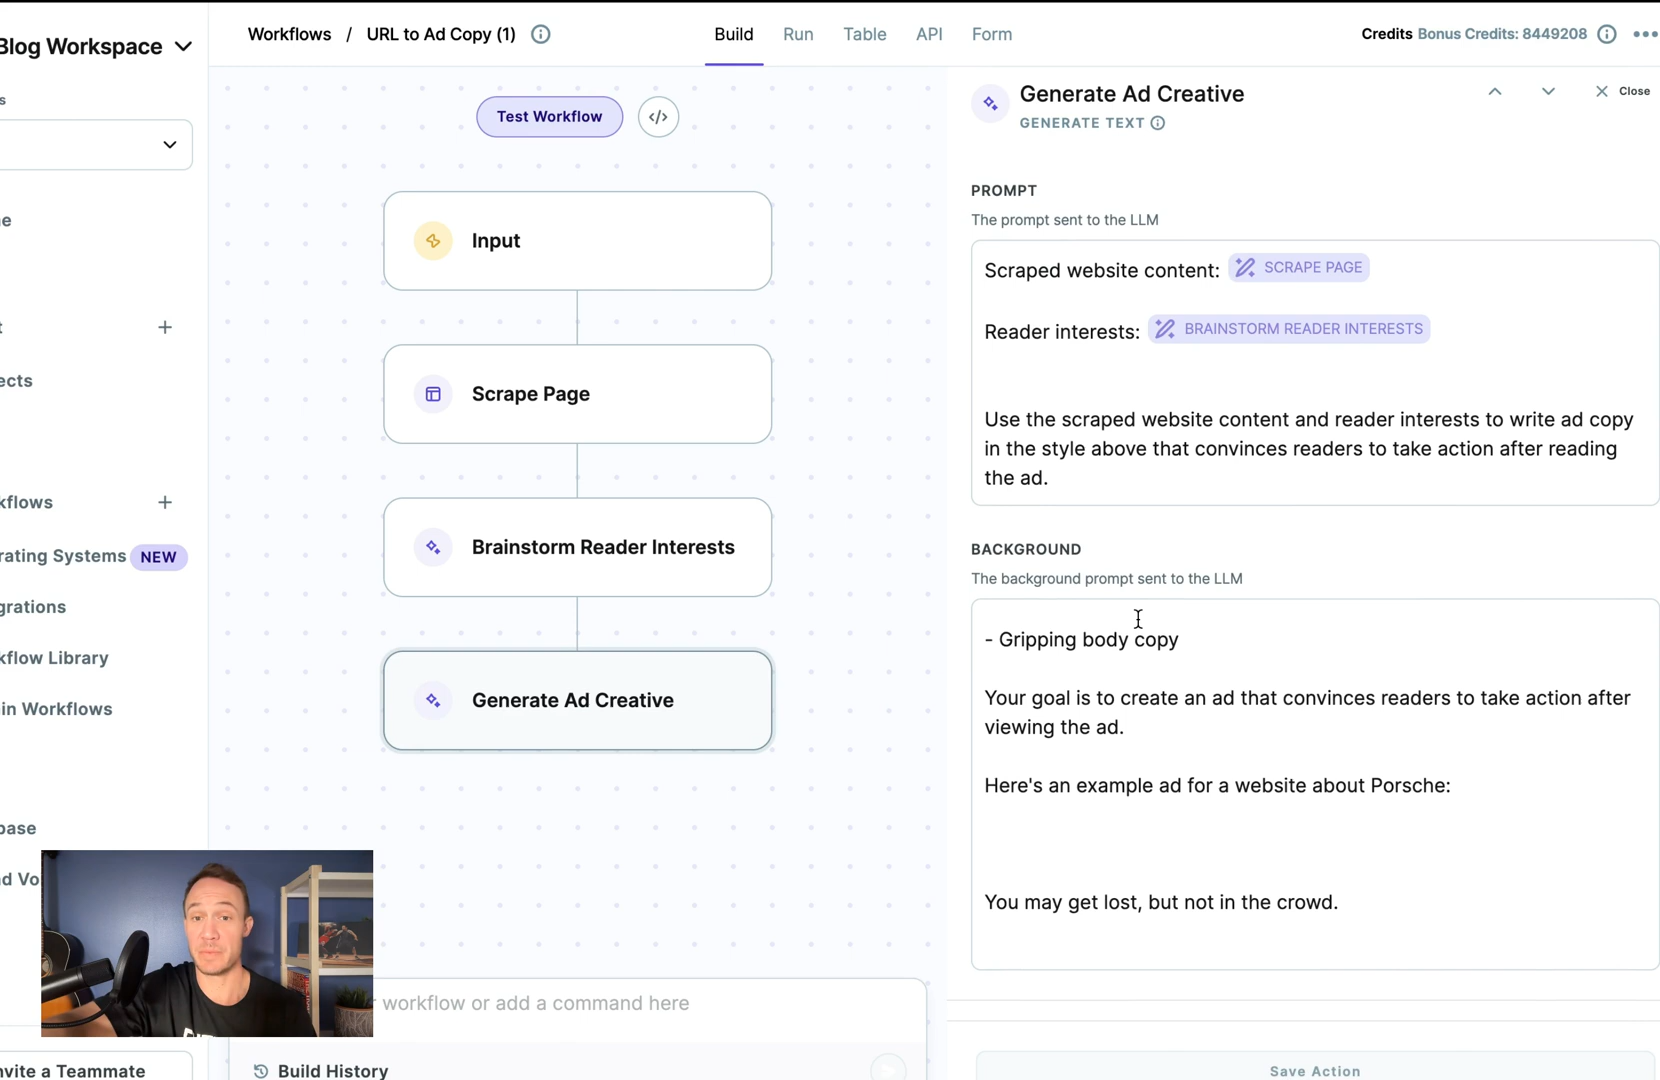 Blog Workspace
s
ne
t
ects
kflows
rating Systems NEW
grations
kflow Library
in Workflows
base
d Vo
nvite a Teammate
Workflows / URL to Ad Copy (1)
Build Run Table API Form
Credits Bonus Credits: 8449208
Test Workflow </>
Input
Scrape Page
Brainstorm Reader Interests
Generate Ad Creative
workflow or add a command here
Build History
Generate Ad Creative
GENERATE TEXT
Close
PROMPT
The prompt sent to the LLM
Scraped website content: SCRAPE PAGE
Reader interests: BRAINSTORM READER INTERESTS
Use the scraped website content and reader interests to write ad copy
in the style above that convinces readers to take action after reading
the ad.
BACKGROUND
The background prompt sent to the LLM
- Gripping body copy
Your goal is to create an ad that convinces readers to take action after
viewing the ad.
Here's an example ad for a website about Porsche:
You may get lost, but not in the crowd.
Save Action